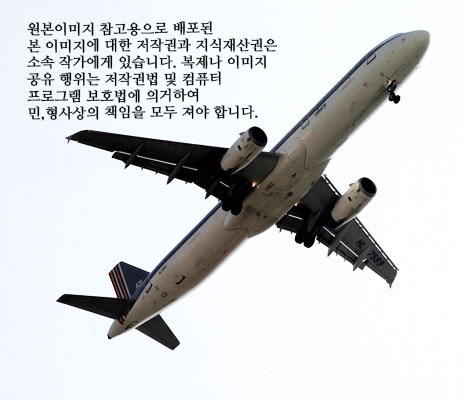 원본이미지 참고용으로 배포된
본 이미지에 대한 저작권과 지식재산권은
소속 작가에게 있습니다. 복제나 이미지
공유 행위는 저작권법 및 컴퓨터
프로그램 보호법에 의거하여
민,형사상의 책임을 모두 져야 합니다.